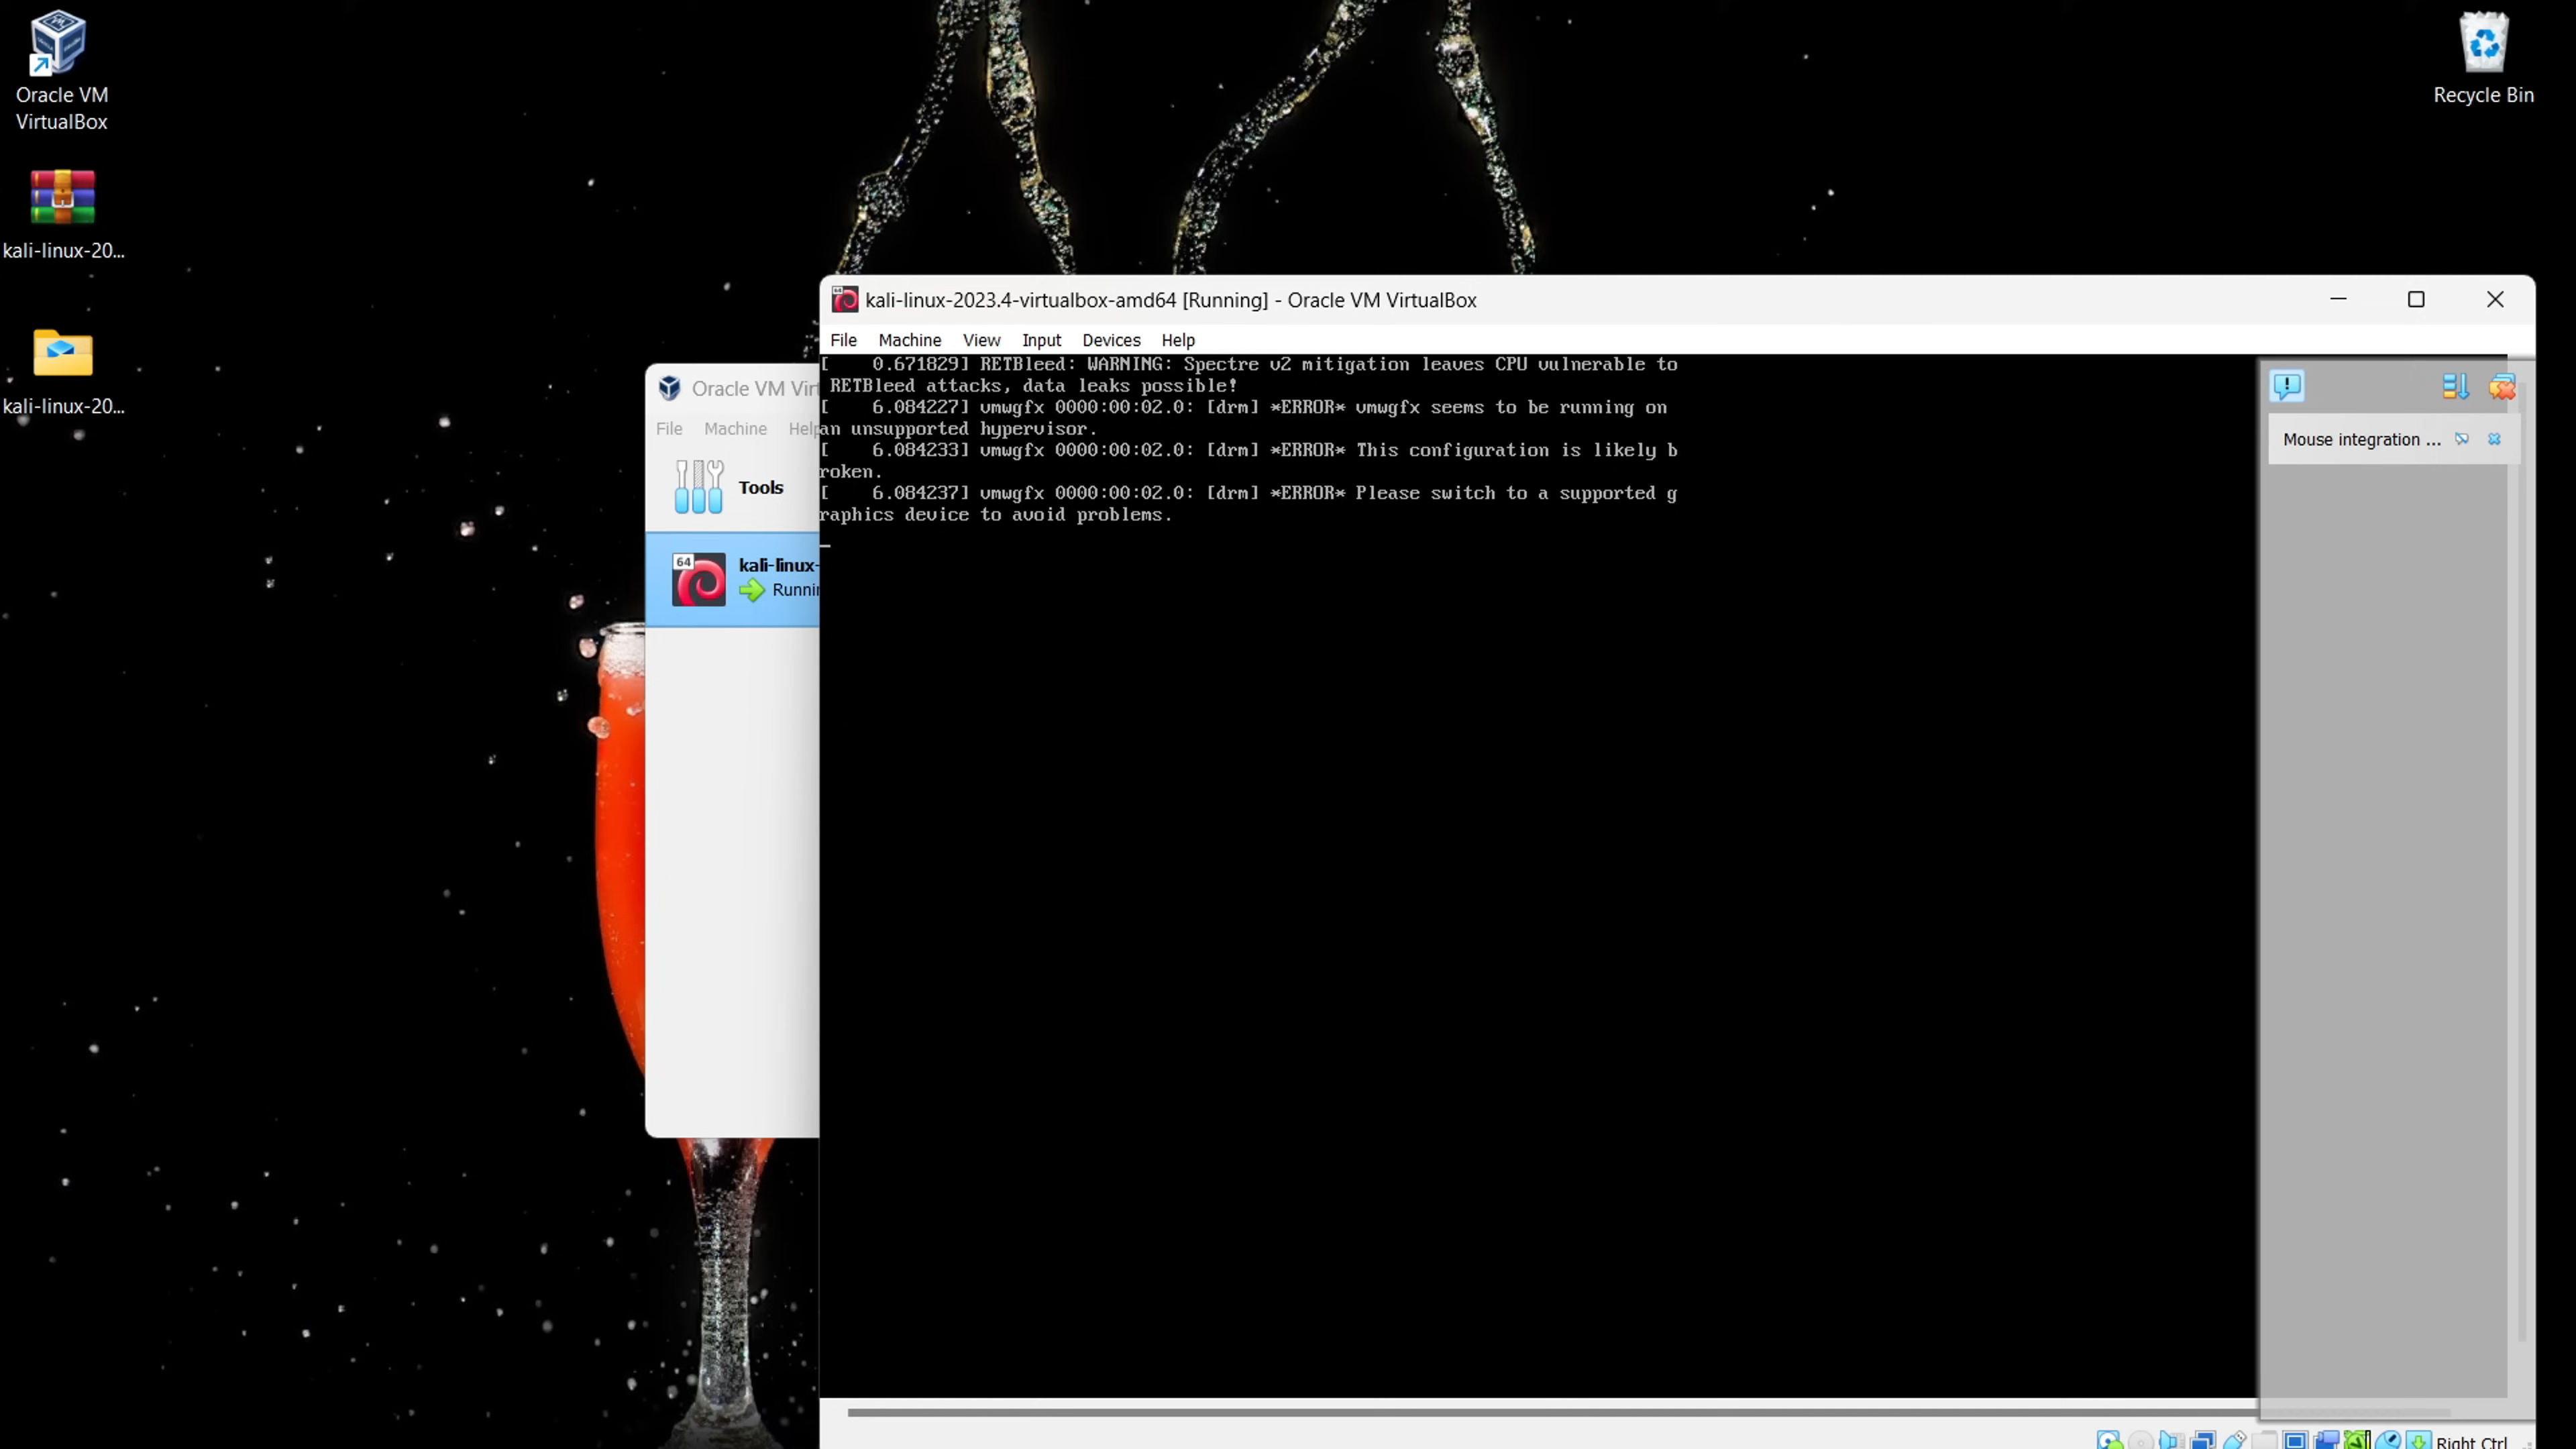 Oracle VM
VirtualBox
kali-linux-20...
kali-linux-20...
Recycle Bin
Oracle VM Virt
File Machine Help
Tools
64
kali-linux-
Runnin
64
kali-linux-2023.4-virtualbox-amd64 [Running] - Oracle VM VirtualBox
File Machine View Input Devices Help
[    0.671829] RETBleed: WARNING: Spectre v2 mitigation leaves CPU vulnerable to
RETBleed attacks, data leaks possible!
[    6.084227] vmwgfx 0000:00:02.0: [drm] *ERROR* vmwgfx seems to be running on
an unsupported hypervisor.
[    6.084233] vmwgfx 0000:00:02.0: [drm] *ERROR* This configuration is likely b
roken.
[    6.084237] vmwgfx 0000:00:02.0: [drm] *ERROR* Please switch to a supported g
raphics device to avoid problems.
Mouse integration ...
Right Ctrl